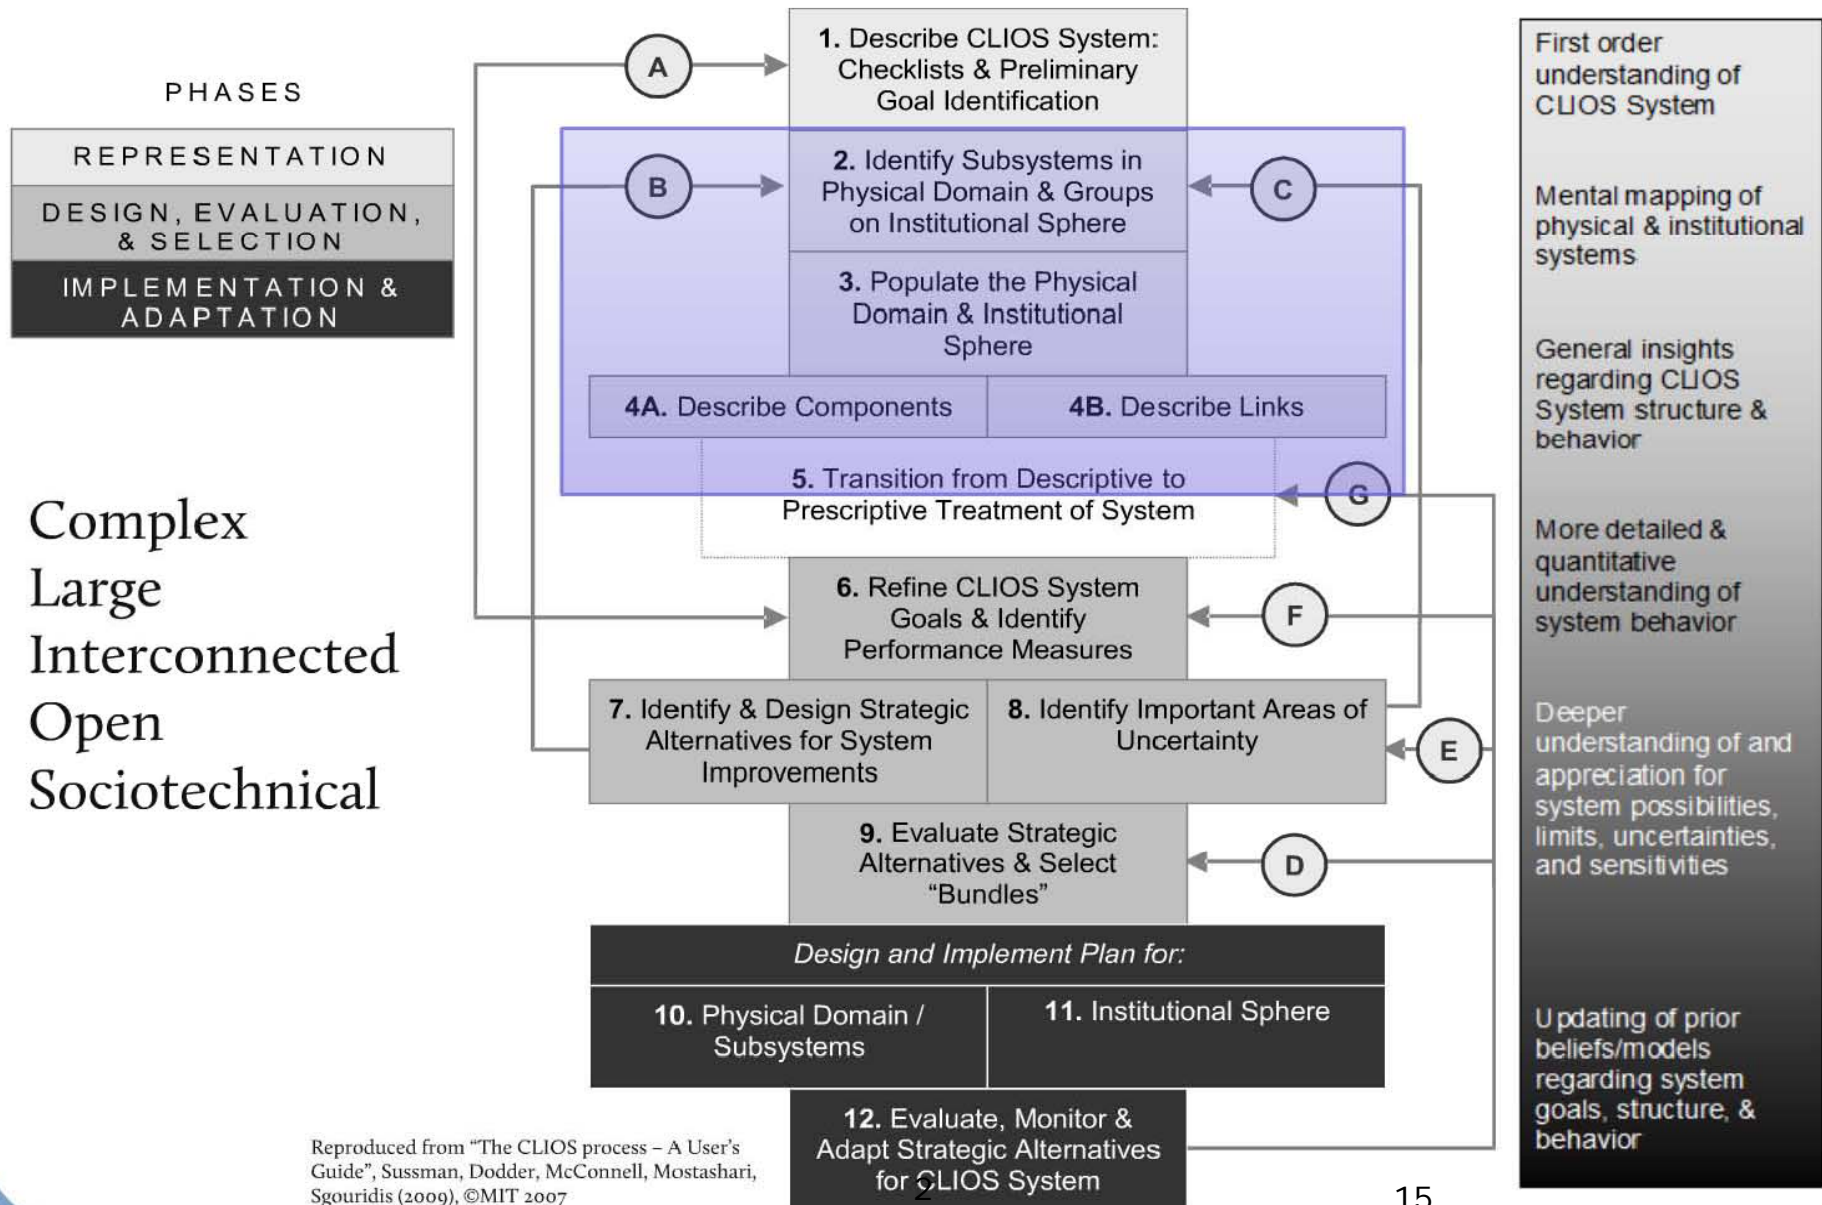 PHASES
REPRESENTATION
DESIGN, EVALUATION,
& SELECTION
IMPLEMENTATION &
ADAPTATION
Complex
Large
Interconnected
Open
Sociotechnical
A
1. Describe CLIOS System:
Checklists & Preliminary
Goal Identification
B
2. Identify Subsystems in
Physical Domain & Groups
on Institutional Sphere
C
3. Populate the Physical
Domain & Institutional
Sphere
4A. Describe Components
4B. Describe Links
5. Transition from Descriptive to
Prescriptive Treatment of System
G
6. Refine CLIOS System
Goals & Identify
Performance Measures
F
7. Identify & Design Strategic
Alternatives for System
Improvements
8. Identify Important Areas of
Uncertainty
E
9. Evaluate Strategic
Alternatives & Select
“Bundles”
D
Design and Implement Plan for:
10. Physical Domain /
Subsystems
11. Institutional Sphere
12. Evaluate, Monitor &
Adapt Strategic Alternatives
for CLIOS System
First order
understanding of
CLIOS System
Mental mapping of
physical & institutional
systems
General insights
regarding CLIOS
System structure &
behavior
More detailed &
quantitative
understanding of
system behavior
Deeper
understanding of and
appreciation for
system possibilities,
limits, uncertainties,
and sensitivities
Updating of prior
beliefs/models
regarding system
goals, structure, &
behavior
Reproduced from “The CLIOS process – A User’s
Guide”, Sussman, Dodder, McConnell, Mostashari,
Sgouridis (2009), ©MIT 2007
2
15